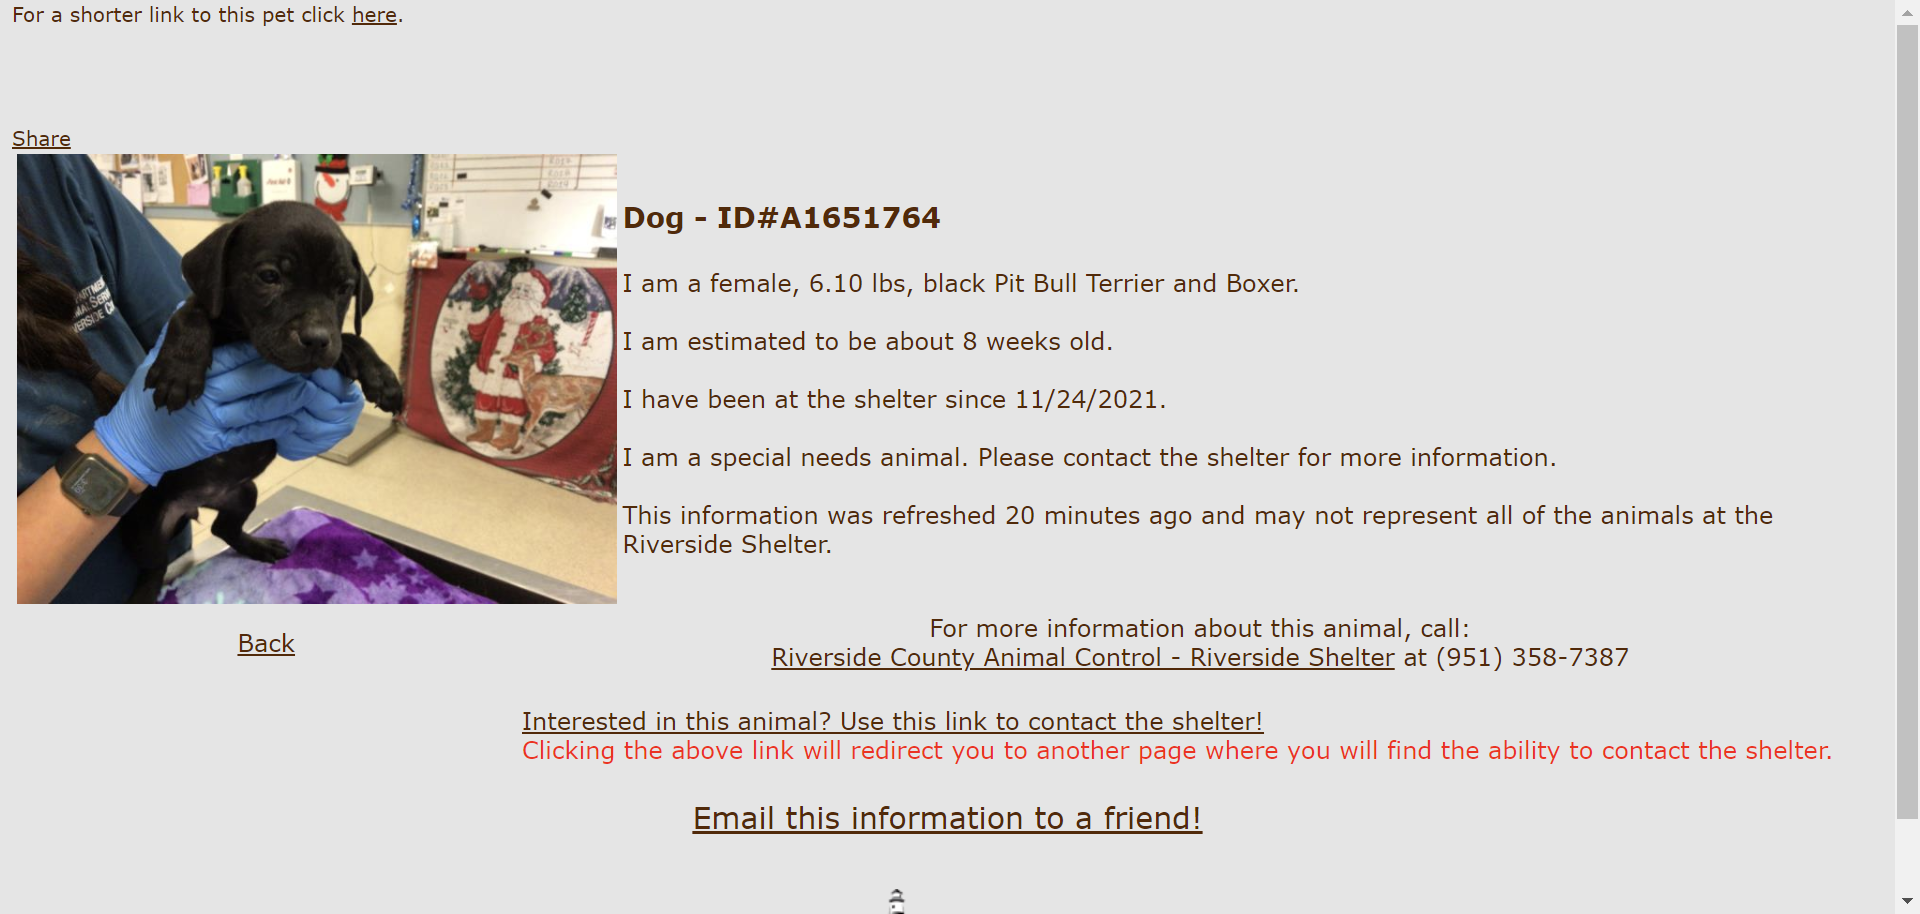 For a shorter link to this pet click here.
Share
Dog - ID#A1651764
I am a female, 6.10 lbs, black Pit Bull Terrier and Boxer.
I am estimated to be about 8 weeks old.
I have been at the shelter since 11/24/2021.
I am a special needs animal. Please contact the shelter for more information.
This information was refreshed 20 minutes ago and may not represent all of the animals at the
Riverside Shelter.
Back
For more information about this animal, call:
Riverside County Animal Control - Riverside Shelter at (951) 358-7387
Interested in this animal? Use this link to contact the shelter!
Clicking the above link will redirect you to another page where you will find the ability to contact the shelter.
Email this information to a friend!